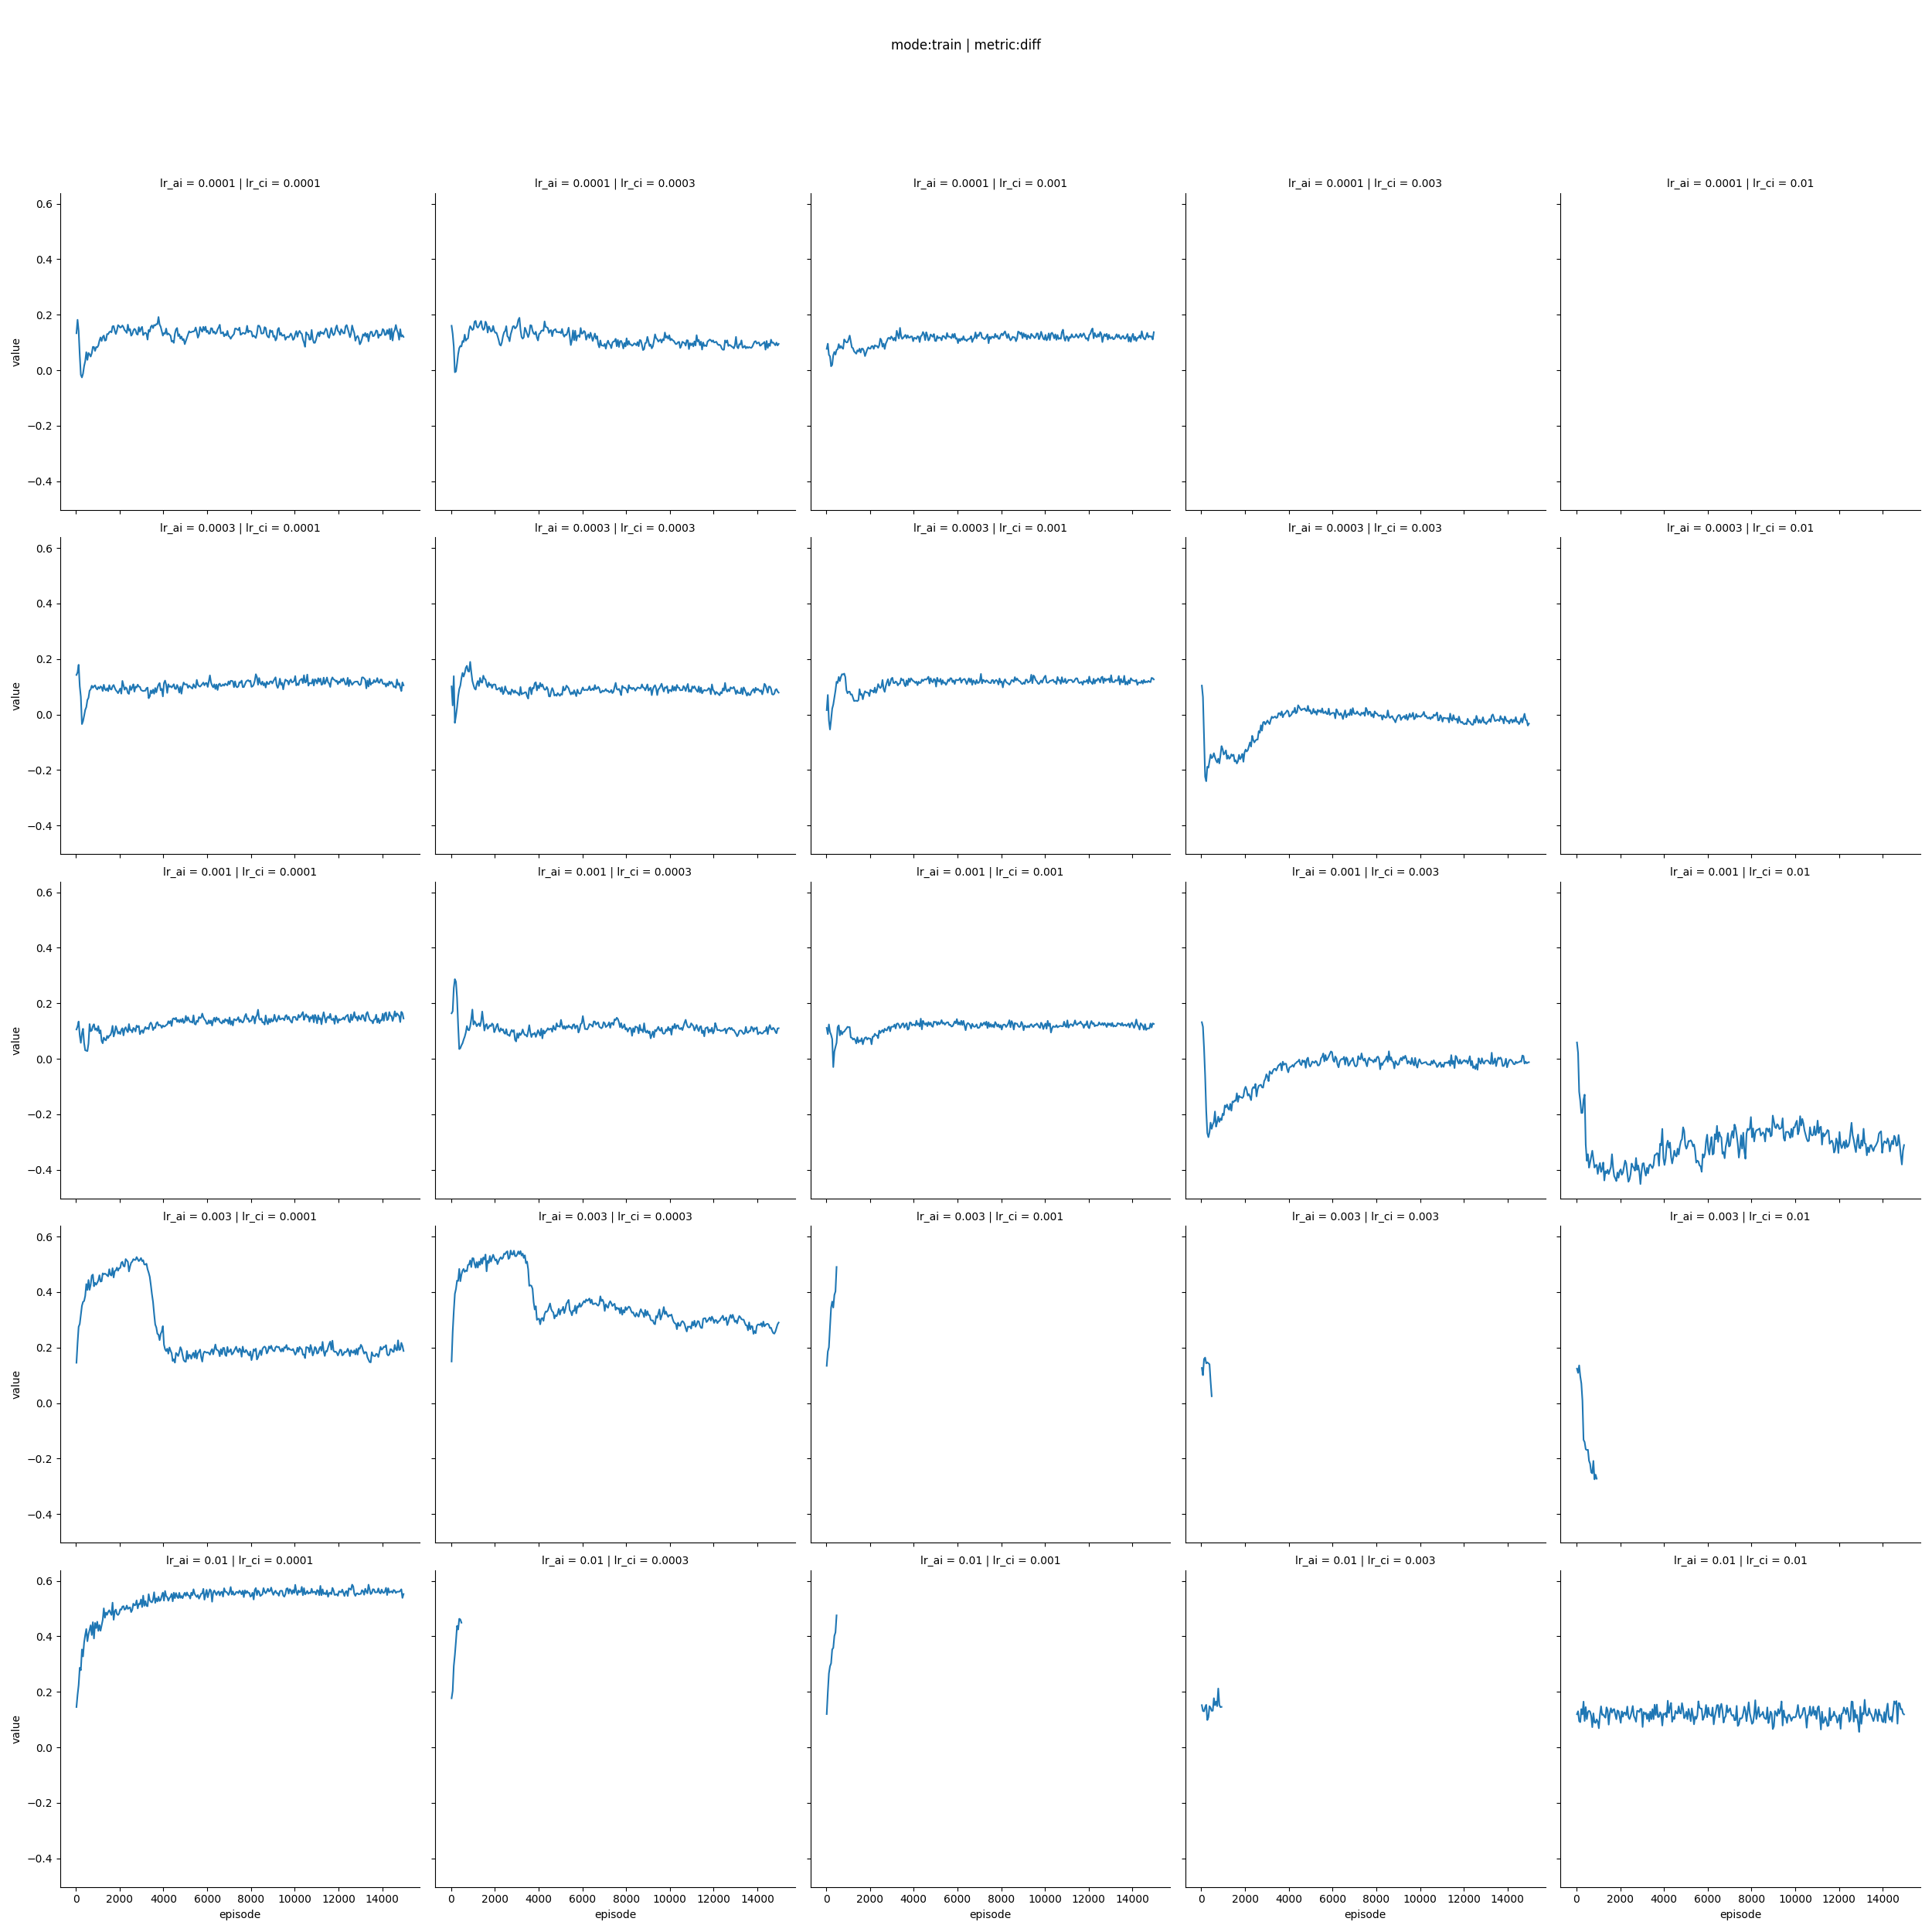 mode:train | metric:diff
lr_ai = 0.0001 | lr_ci = 0.0001
lr_ai = 0.0001 | lr_ci = 0.0003
lr_ai = 0.0001 | lr_ci = 0.001
lr_ai = 0.0001 | lr_ci = 0.003
lr_ai = 0.0001 | lr_ci = 0.01
0.6
0.4
0.2
0.0
−0.2
−0.4
value
lr_ai = 0.0003 | lr_ci = 0.0001
lr_ai = 0.0003 | lr_ci = 0.0003
lr_ai = 0.0003 | lr_ci = 0.001
lr_ai = 0.0003 | lr_ci = 0.003
lr_ai = 0.0003 | lr_ci = 0.01
0.6
0.4
0.2
0.0
−0.2
−0.4
value
lr_ai = 0.001 | lr_ci = 0.0001
lr_ai = 0.001 | lr_ci = 0.0003
lr_ai = 0.001 | lr_ci = 0.001
lr_ai = 0.001 | lr_ci = 0.003
lr_ai = 0.001 | lr_ci = 0.01
0.6
0.4
0.2
0.0
−0.2
−0.4
value
lr_ai = 0.003 | lr_ci = 0.0001
lr_ai = 0.003 | lr_ci = 0.0003
lr_ai = 0.003 | lr_ci = 0.001
lr_ai = 0.003 | lr_ci = 0.003
lr_ai = 0.003 | lr_ci = 0.01
0.6
0.4
0.2
0.0
−0.2
−0.4
value
lr_ai = 0.01 | lr_ci = 0.0001
lr_ai = 0.01 | lr_ci = 0.0003
lr_ai = 0.01 | lr_ci = 0.001
lr_ai = 0.01 | lr_ci = 0.003
lr_ai = 0.01 | lr_ci = 0.01
0.6
0.4
0.2
0.0
−0.2
−0.4
value
0 2000 4000 6000 8000 10000 12000 14000
episode
0 2000 4000 6000 8000 10000 12000 14000
episode
0 2000 4000 6000 8000 10000 12000 14000
episode
0 2000 4000 6000 8000 10000 12000 14000
episode
0 2000 4000 6000 8000 10000 12000 14000
episode